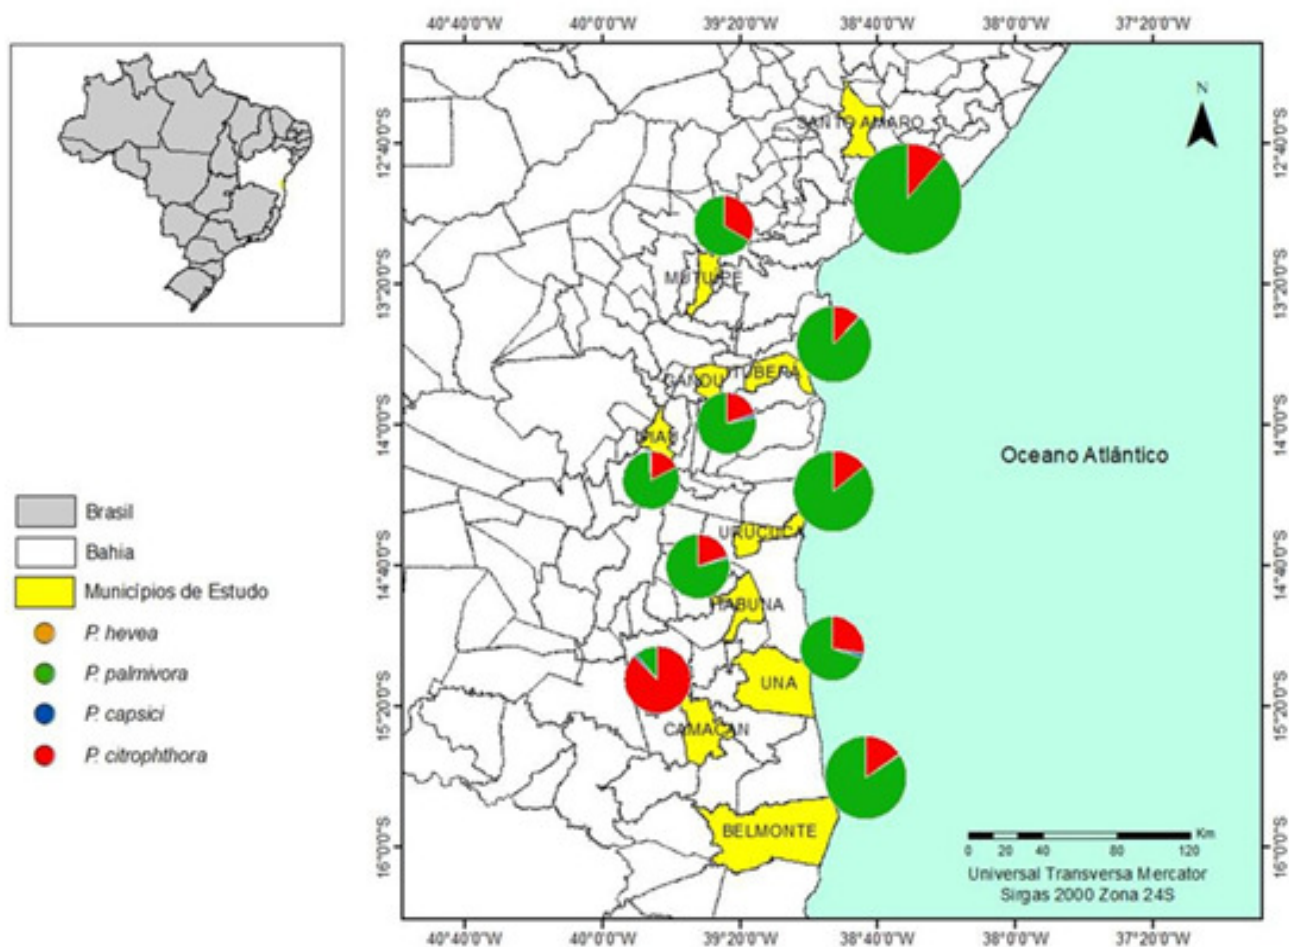 40°40'0"W 40°0'0"W 39°20'0"W 38°40'0"W 38°0'0"W 37°20'0"W
N
SANTO AMARO
12°40'0"S 12°40'0"S
MUTUIPE
13°20'0"S 13°20'0"S
GANDU ITUBERA
14°0'0"S 14°0'0"S
IPIAU
Oceano Atlântico
Brasil
Bahia
Municípios de Estudo
P. hevea
P. palmivora
P. capsici
P. citrophthora
URUCUCA
14°40'0"S 14°40'0"S
ITABUNA
UNA
15°20'0"S 15°20'0"S
CAMACAN
BELMONTE
16°0'0"S 16°0'0"S
Km
0 20 40 80 120
Universal Transversa Mercator
Sirgas 2000 Zona 24S
40°40'0"W 40°0'0"W 39°20'0"W 38°40'0"W 38°0'0"W 37°20'0"W